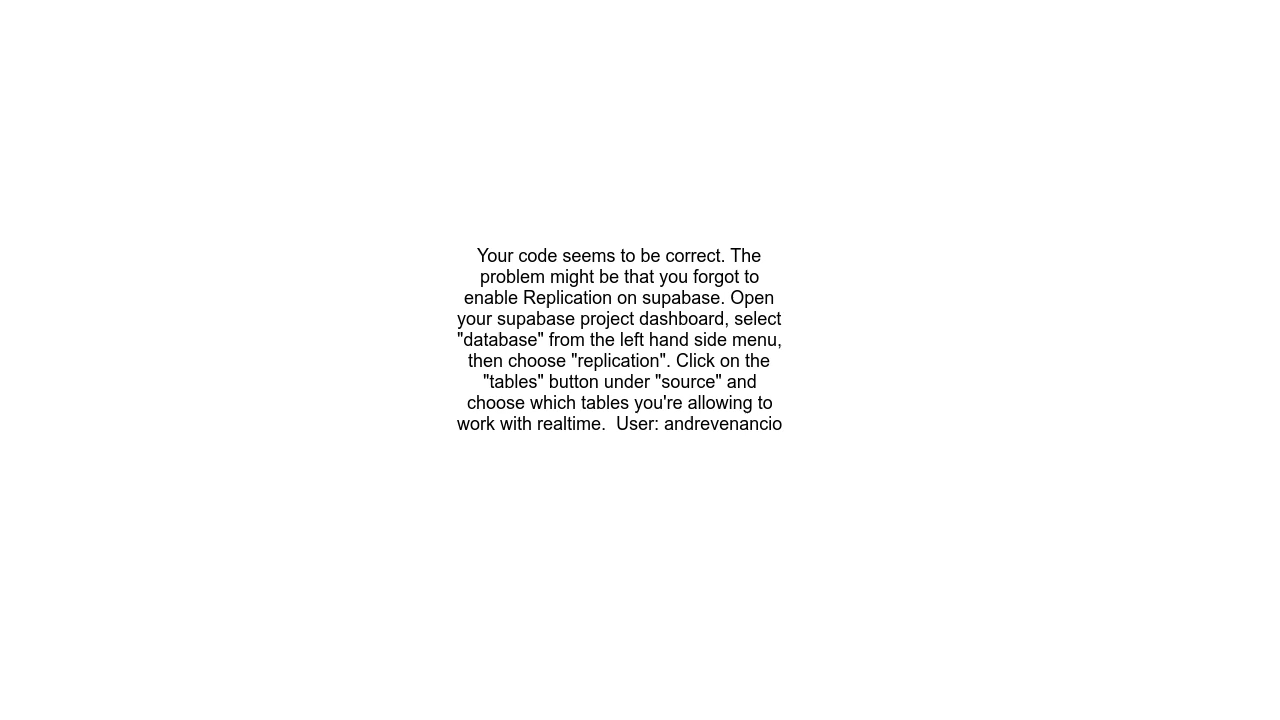 Your code seems to be correct. The
problem might be that you forgot to
enable Replication on supabase. Open
your supabase project dashboard, select
"database" from the left hand side menu,
then choose "replication". Click on the
"tables" button under "source" and
choose which tables you're allowing to
work with realtime.  User: andrevenancio